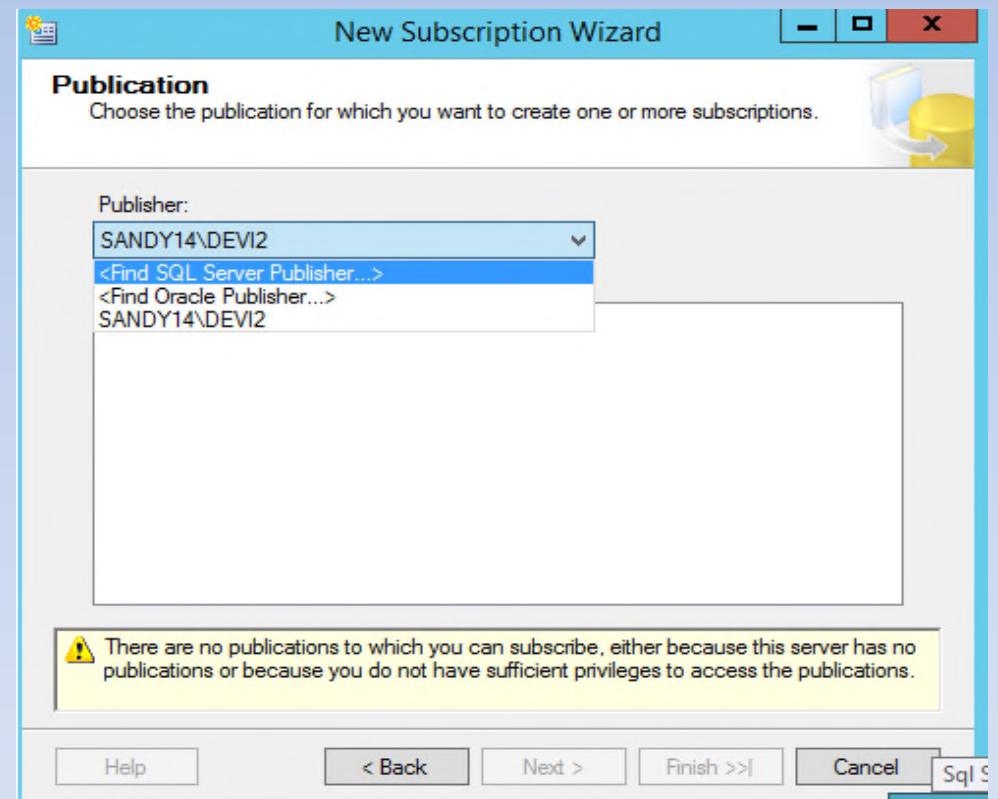 New Subscription Wizard
Publication
Choose the publication for which you want to create one or more subscriptions.
Publisher:
SANDY14\DEVI2
<Find SQL Server Publisher...>
<Find Oracle Publisher...>
SANDY14\DEVI2
There are no publications to which you can subscribe, either because this server has no
publications or because you do not have sufficient privileges to access the publications.
Help
< Back
Next >
Finish >>|
Cancel
Sql S